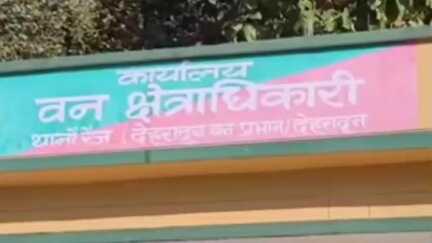 कार्यालय
वन क्षेत्राधिकारी
थानों रेंज /देहरादून वन प्रभाग/देहरादून